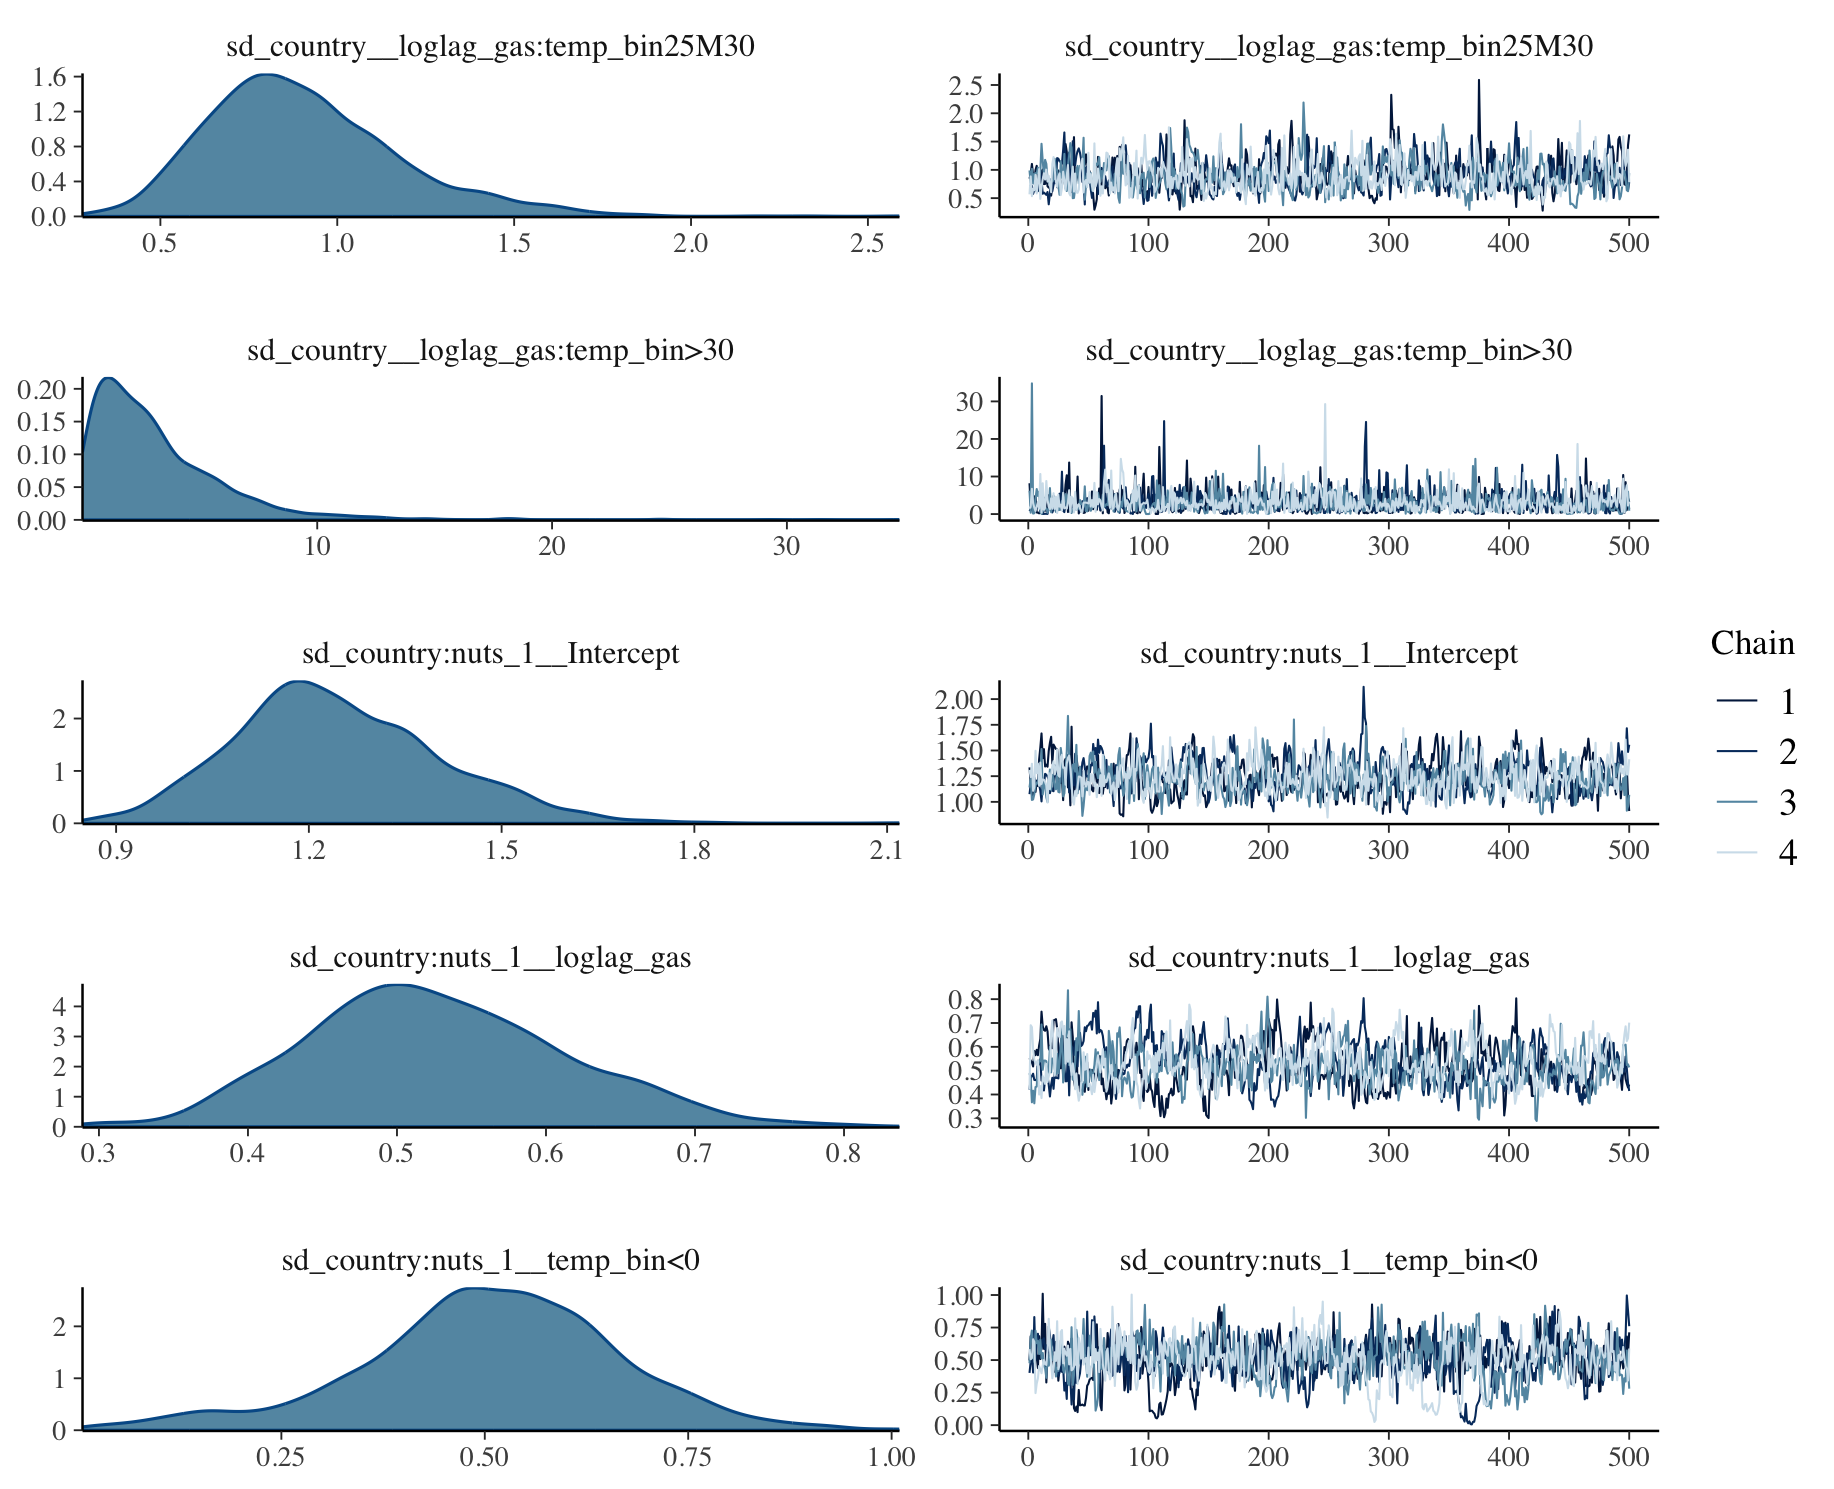 sd_country__loglag_gas:temp_bin25M30
1.6
1.2
0.8
0.4
0.0
0.5 1.0 1.5 2.0 2.5
sd_country__loglag_gas:temp_bin25M30
2.5
2.0
1.5
1.0
0.5
0 100 200 300 400 500
sd_country__loglag_gas:temp_bin>30
0.20
0.15
0.10
0.05
0.00
10 20 30
sd_country__loglag_gas:temp_bin>30
30
20
10
0
0 100 200 300 400 500
sd_country:nuts_1__Intercept
2
1
0
0.9 1.2 1.5 1.8 2.1
sd_country:nuts_1__Intercept
2.00
1.75
1.50
1.25
1.00
0 100 200 300 400 500
sd_country:nuts_1__loglag_gas
4
3
2
1
0
0.3 0.4 0.5 0.6 0.7 0.8
sd_country:nuts_1__loglag_gas
0.8
0.7
0.6
0.5
0.4
0.3
0 100 200 300 400 500
sd_country:nuts_1__temp_bin<0
2
1
0
0.25 0.50 0.75 1.00
sd_country:nuts_1__temp_bin<0
1.00
0.75
0.50
0.25
0.00
0 100 200 300 400 500
Chain
1
2
3
4